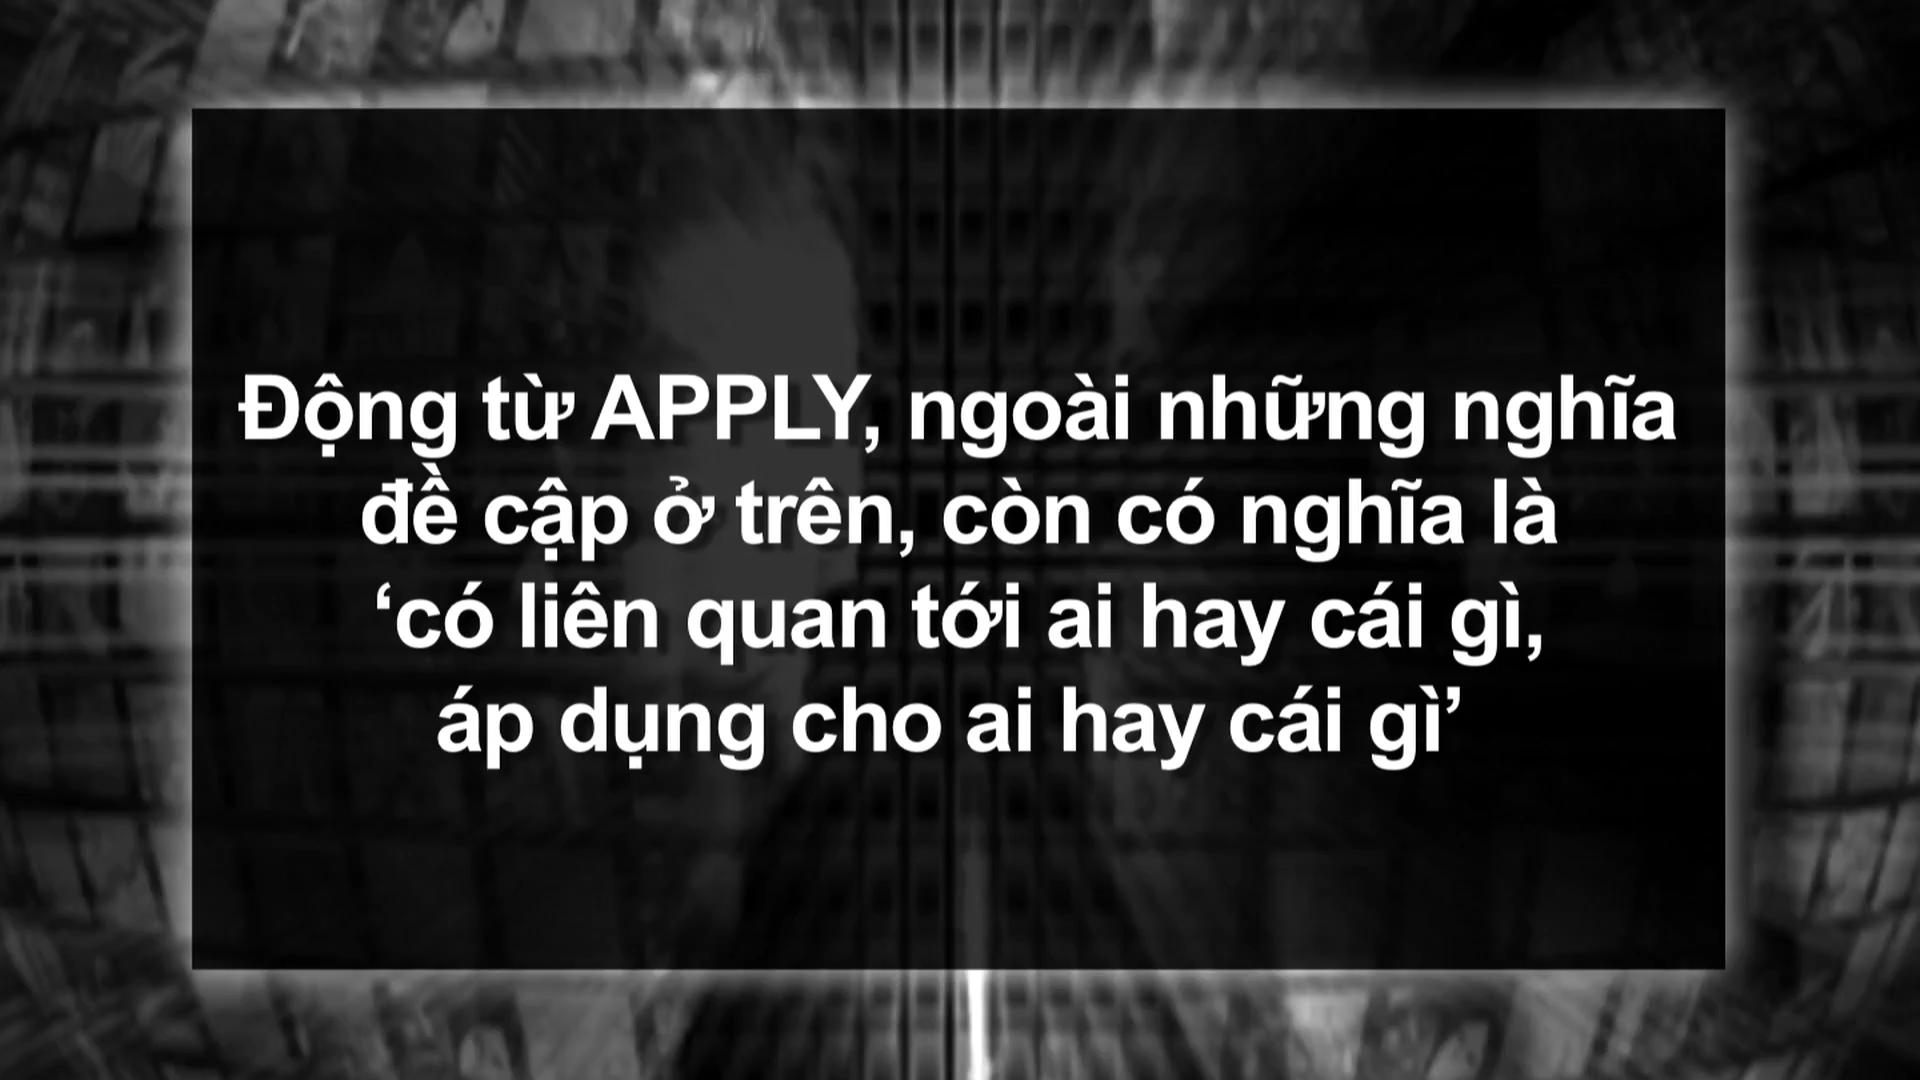 Động từ APPLY, ngoài những nghĩa
đề cập ở trên, còn có nghĩa là
‘có liên quan tới ai hay cái gì,
áp dụng cho ai hay cái gì’